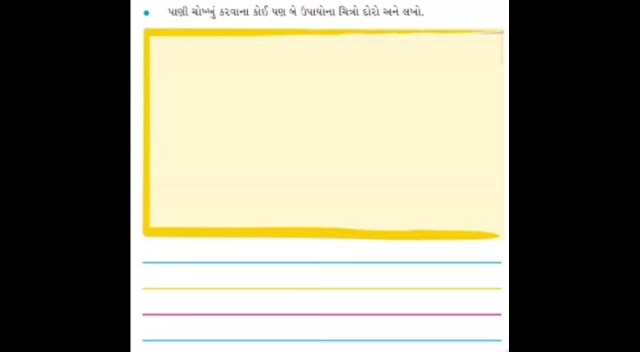 પાણી ચોખ્ખું કરવાના કોઈ પણ બે ઉપાયોના ચિત્રો દોરો અને લખો.